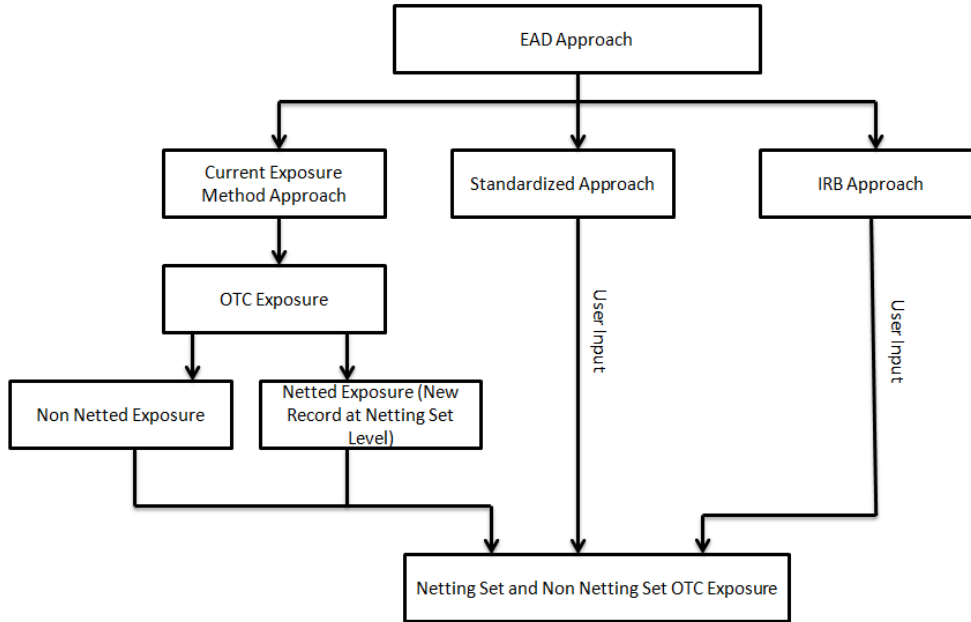 EAD Approach
Current Exposure
Method Approach
Standardized Approach
IRB Approach
OTC Exposure
User Input
User Input
Non Netted Exposure
Netted Exposure (New
Record at Netting Set
Level)
Netting Set and Non Netting Set OTC Exposure